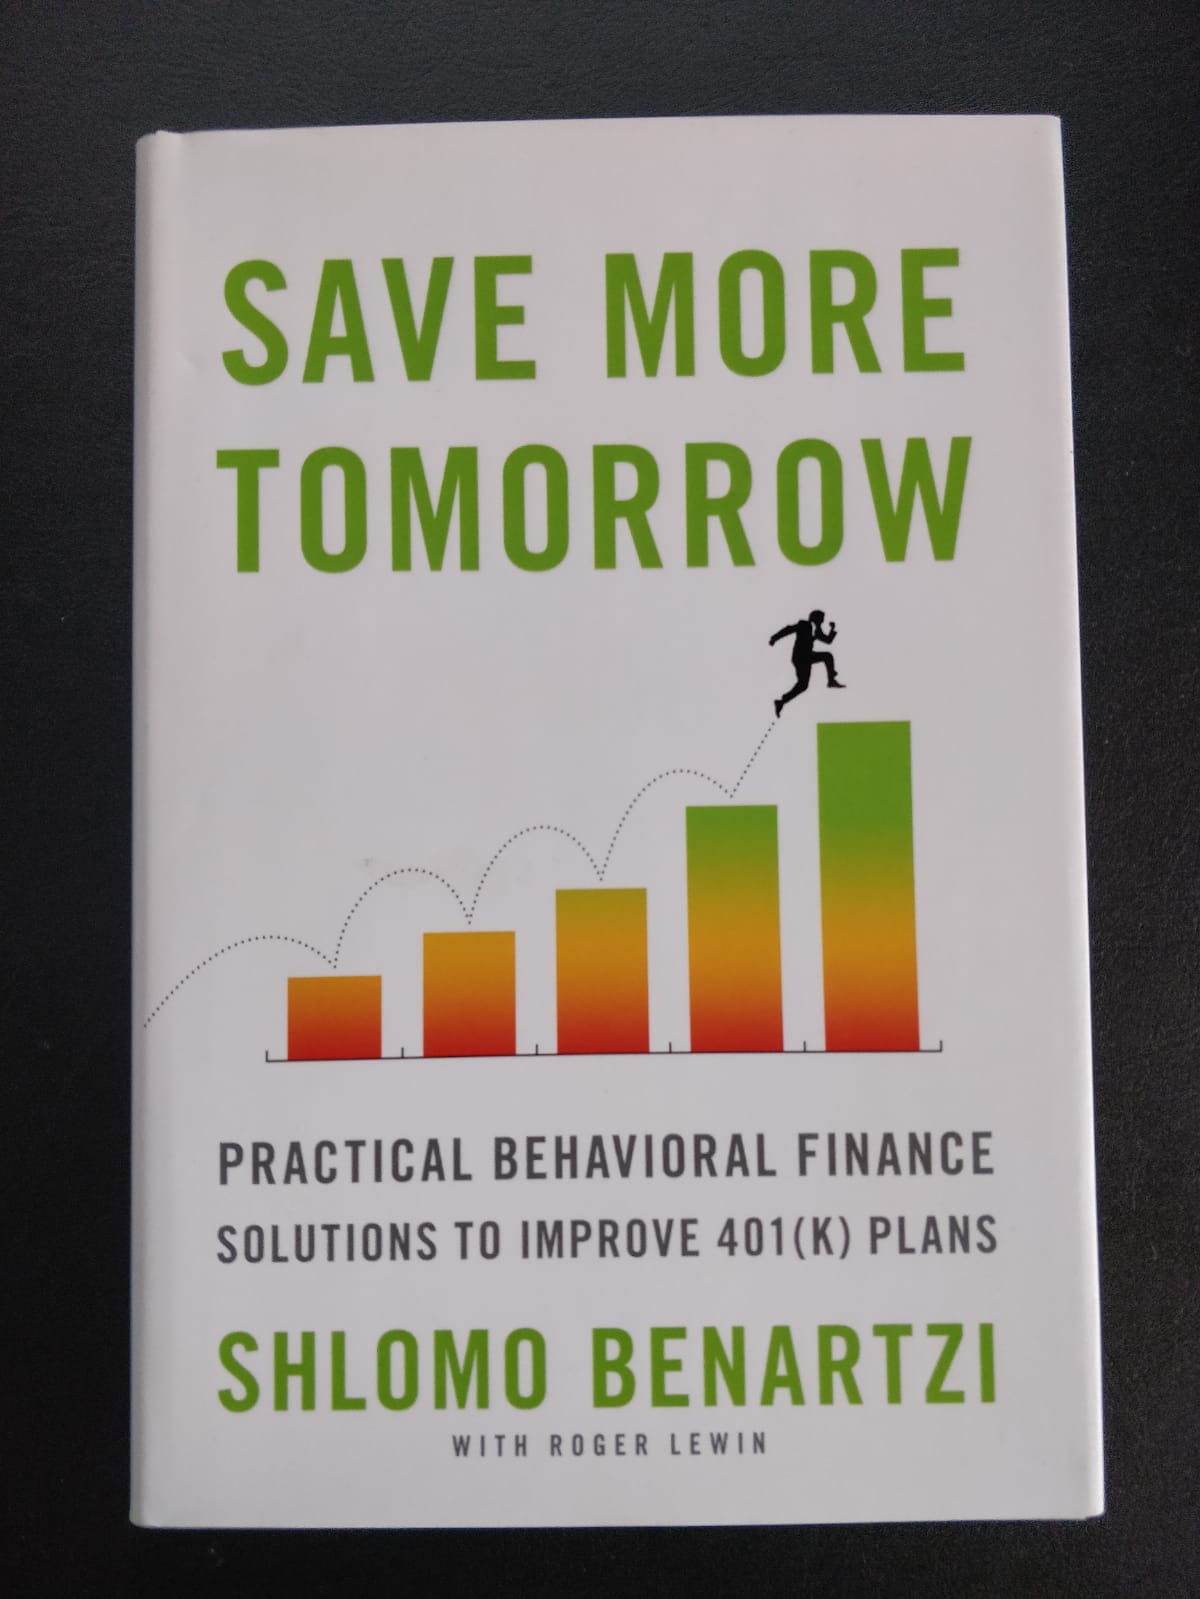 SAVE MORE
TOMORROW
PRACTICAL BEHAVIORAL FINANCE
SOLUTIONS TO IMPROVE 401(K) PLANS
SHLOMO BENARTZI
WITH ROGER LEWIN